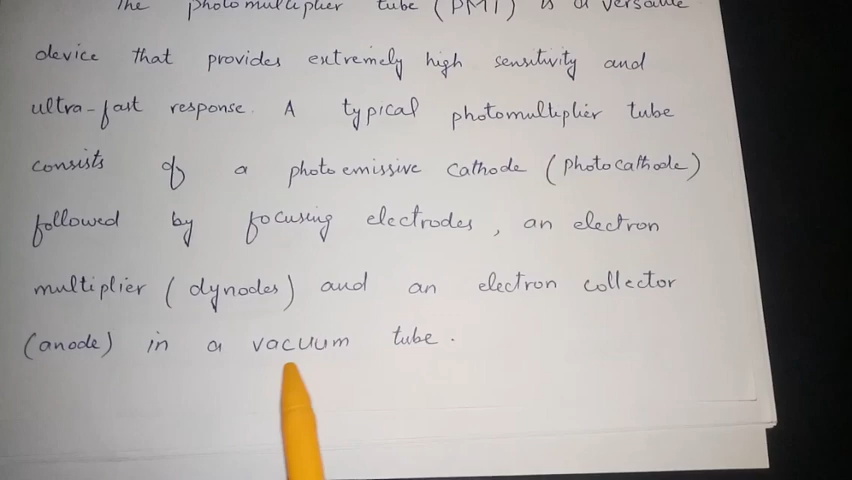 The photomultiplier tube (PMT) is a versatile
device that provides extremely high sensitivity and
ultra-fast response. A typical photomultiplier tube
consists of a photoemissive cathode (photocathode)
followed by focusing electrodes, an electron
multiplier (dynodes) and an electron collector
(anode) in a vacuum tube.